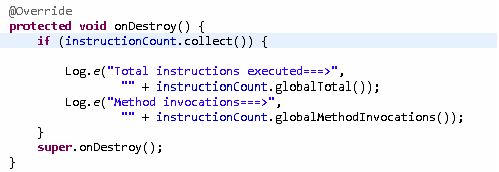 @Override
protected void onDestroy() {
    if (instructionCount.collect()) {
        Log.e("Total instructions executed===>",
                "" + instructionCount.globalTotal());
        Log.e("Method invocations===>",
                "" + instructionCount.globalMethodInvocations());
    }
    super.onDestroy();
}